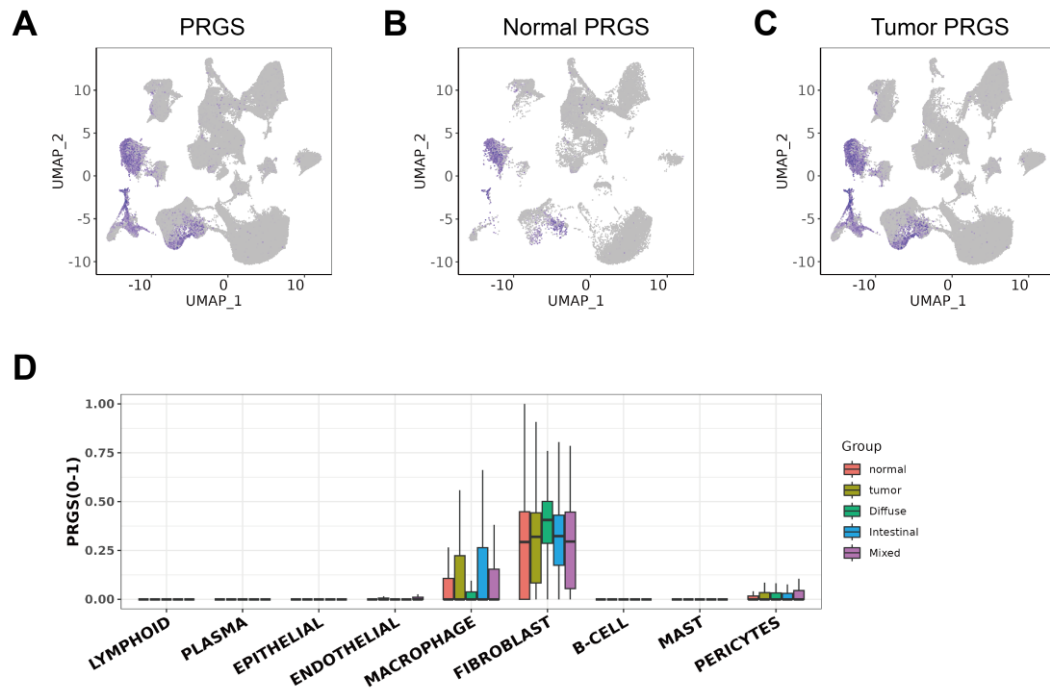 A PRGS
B Normal PRGS
C Tumor PRGS
UMAP_2
10
5
0
-5
-10
-10 0 10
UMAP_1
UMAP_2
10
5
0
-5
-10
-10 0 10
UMAP_1
UMAP_2
10
5
0
-5
-10
-10 0 10
UMAP_1
D
PRGS(0-1)
1.00
0.75
0.50
0.25
0.00
LYMPHOID
PLASMA
EPITHELIAL
ENDOTHELIAL
MACROPHAGE
FIBROBLAST
B-CELL
MAST
PERICYTES
Group
normal
tumor
Diffuse
Intestinal
Mixed